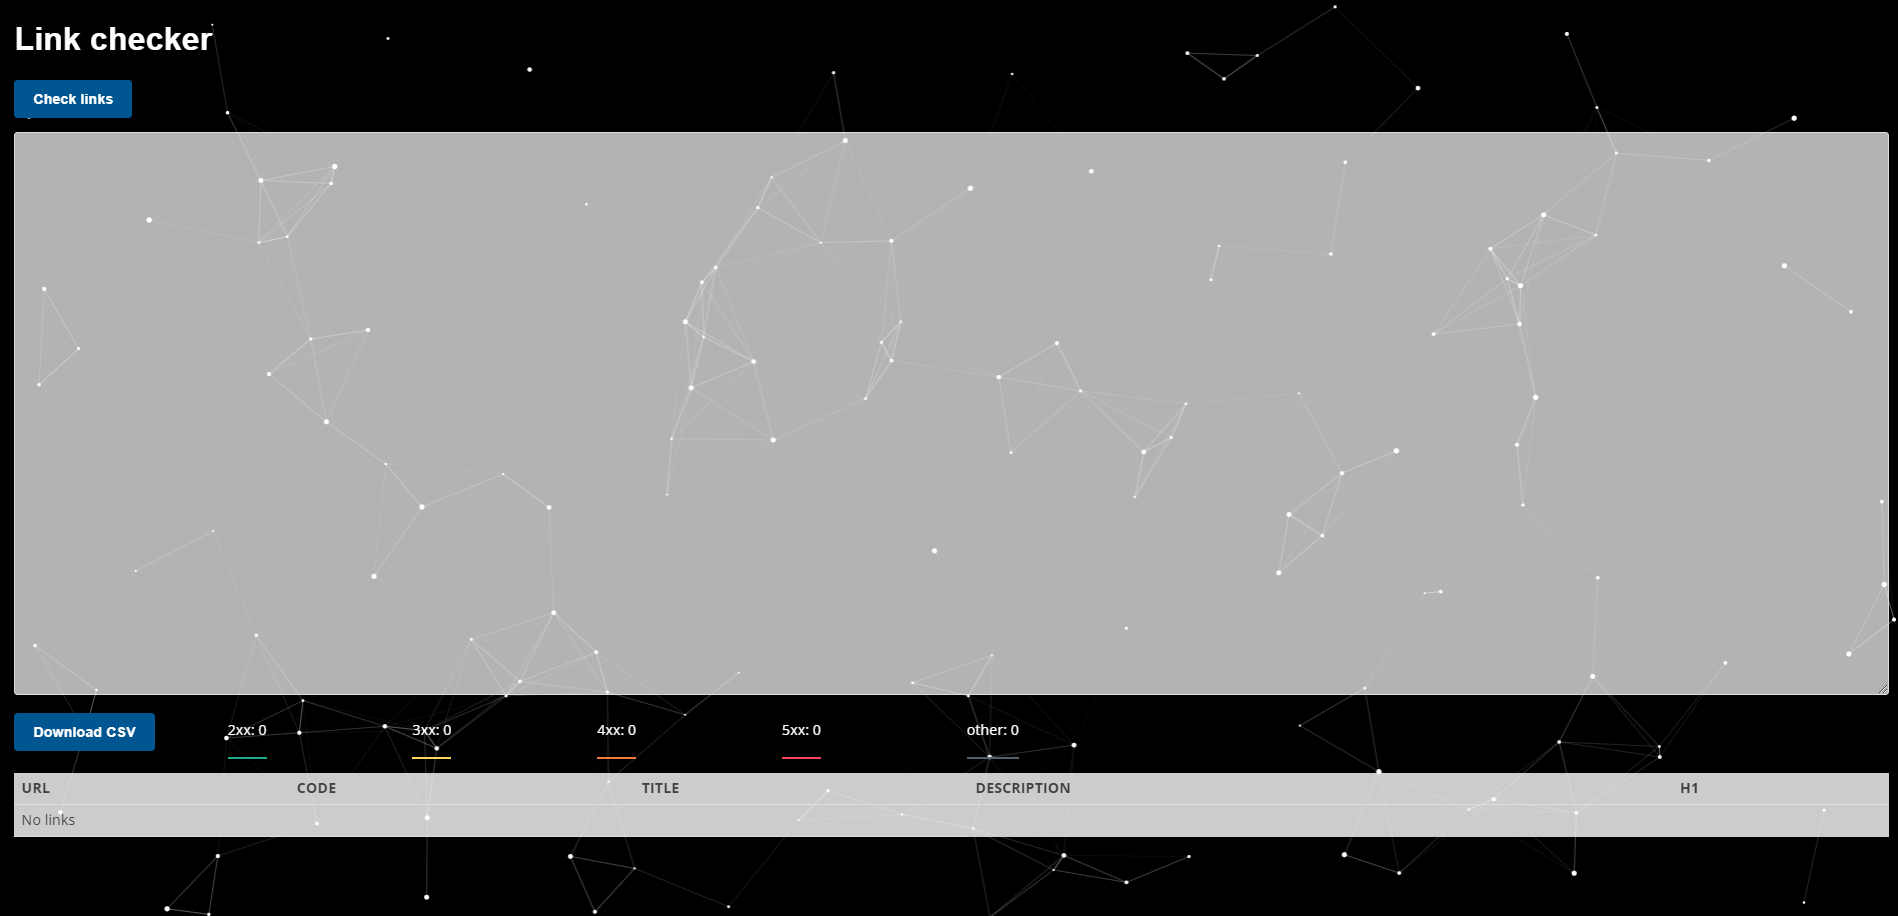 Link checker
Check links
Download CSV
2xx: 0
3xx: 0
4xx: 0
5xx: 0
other: 0
URL CODE TITLE DESCRIPTION H1
No links